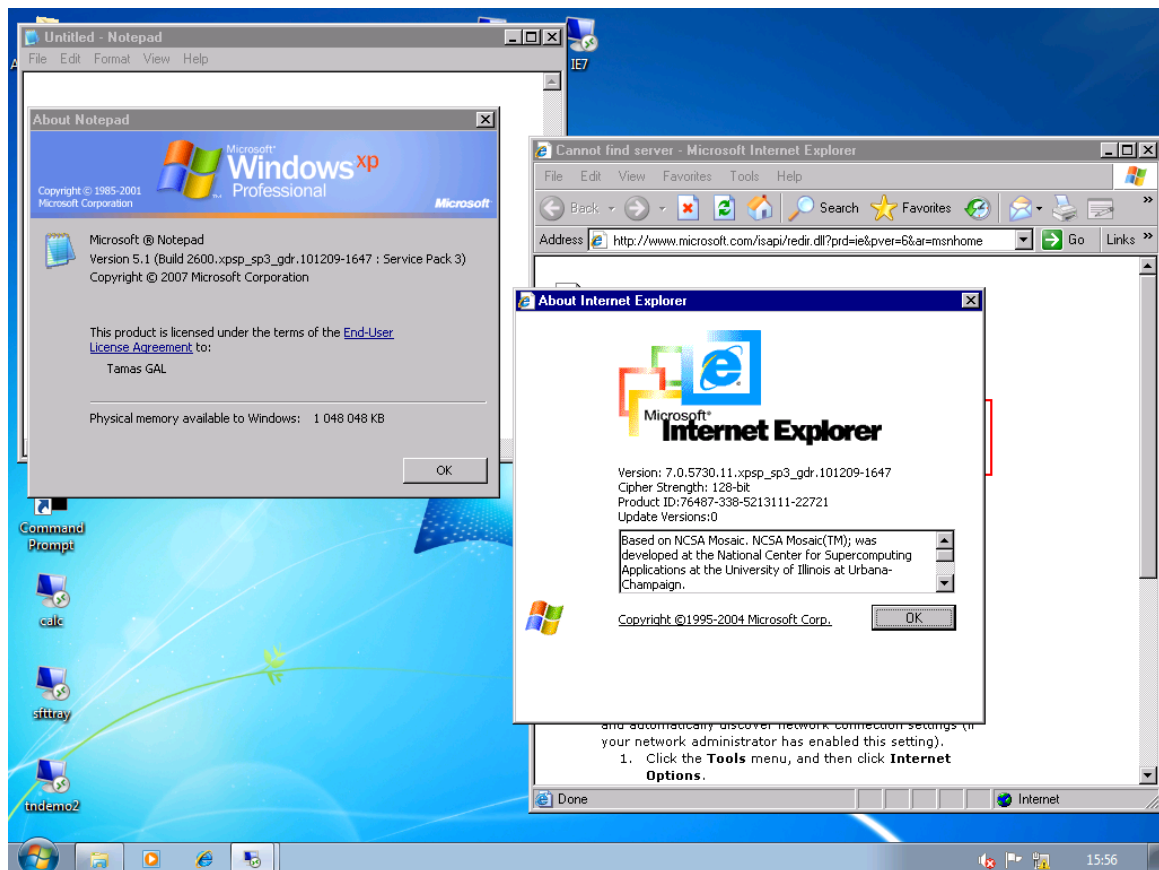 Untitled - Notepad
File Edit Format View Help
IE7
About Notepad
Microsoft®
Windows xp
Professional
Copyright © 1985-2001
Microsoft Corporation
Microsoft
Microsoft ® Notepad
Version 5.1 (Build 2600.xpsp_sp3_gdr.101209-1647 : Service Pack 3)
Copyright © 2007 Microsoft Corporation
This product is licensed under the terms of the End-User
License Agreement to:
Tamas GAL
Physical memory available to Windows: 1 048 048 KB
OK
Cannot find server - Microsoft Internet Explorer
File Edit View Favorites Tools Help
Back Search Favorites »
Address http://www.microsoft.com/isapi/redir.dll?prd=ie&pver=6&ar=msnhome Go Links »
About Internet Explorer
Microsoft®
Internet Explorer
Version: 7.0.5730.11.xpsp_sp3_gdr.101209-1647
Cipher Strength: 128-bit
Product ID:76487-338-5213111-22721
Update Versions:0
Based on NCSA Mosaic. NCSA Mosaic(TM); was
developed at the National Center for Supercomputing
Applications at the University of Illinois at Urbana-
Champaign.
Copyright ©1995-2004 Microsoft Corp.
OK
and automatically discover network connection settings (if
your network administrator has enabled this setting).
1. Click the Tools menu, and then click Internet
Options.
Done Internet
Command
Prompt
calc
sfttray
tndemo2
15:56